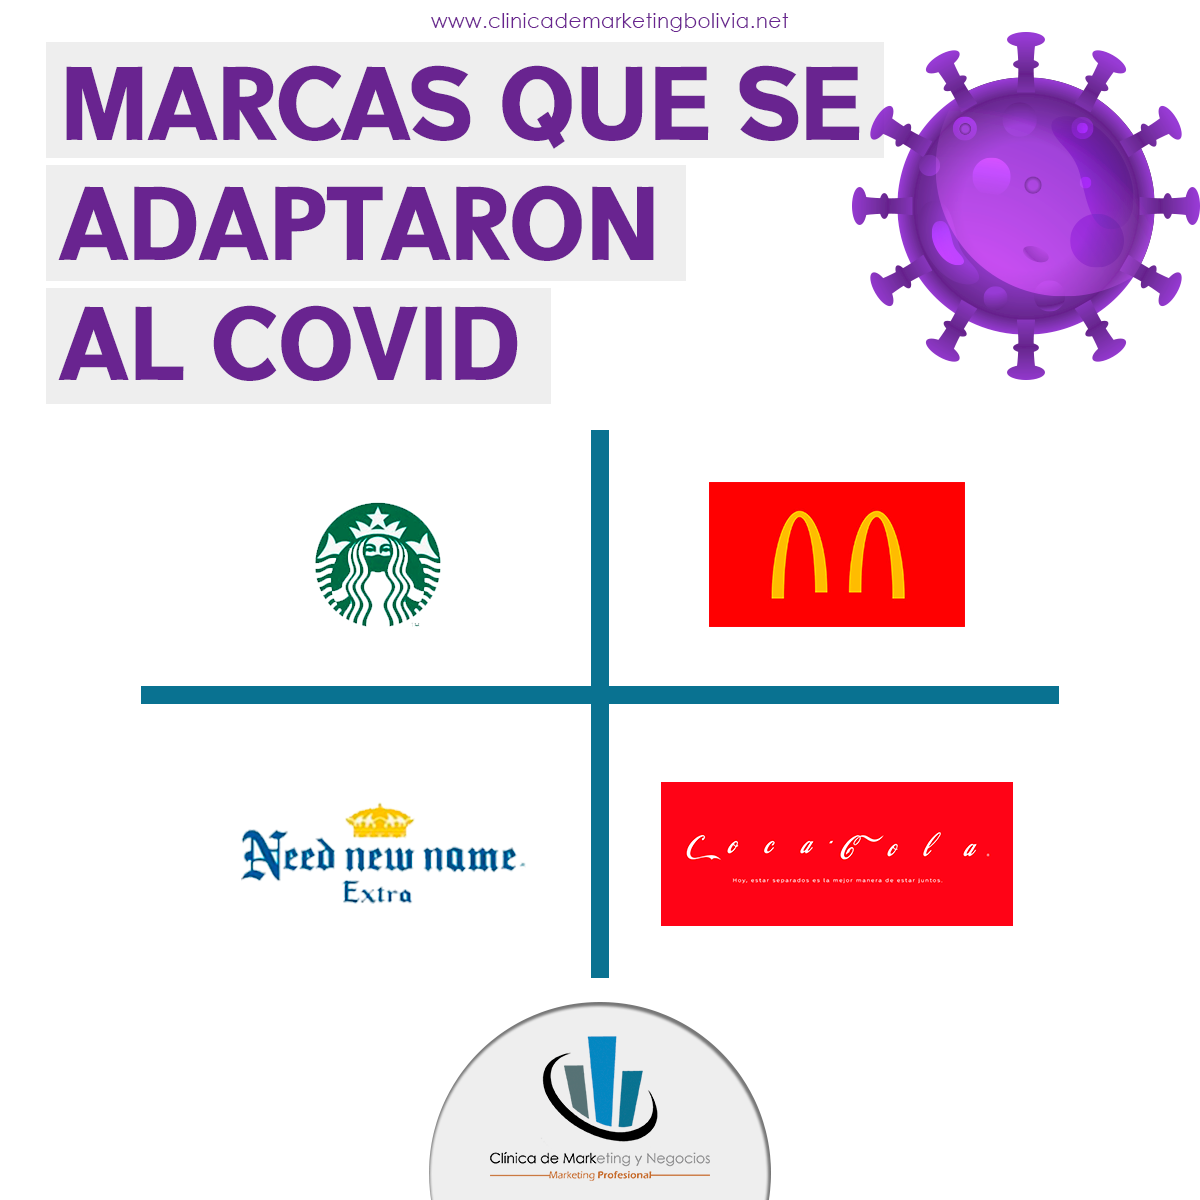 www.clinicademarketingbolivia.net
MARCAS QUE SE
ADAPTARON
AL COVID
Need new name
Extra
Coca-Cola
Hoy, estar separados es la mejor manera de estar juntos.
Clínica de Marketing y Negocios
Marketing Profesional